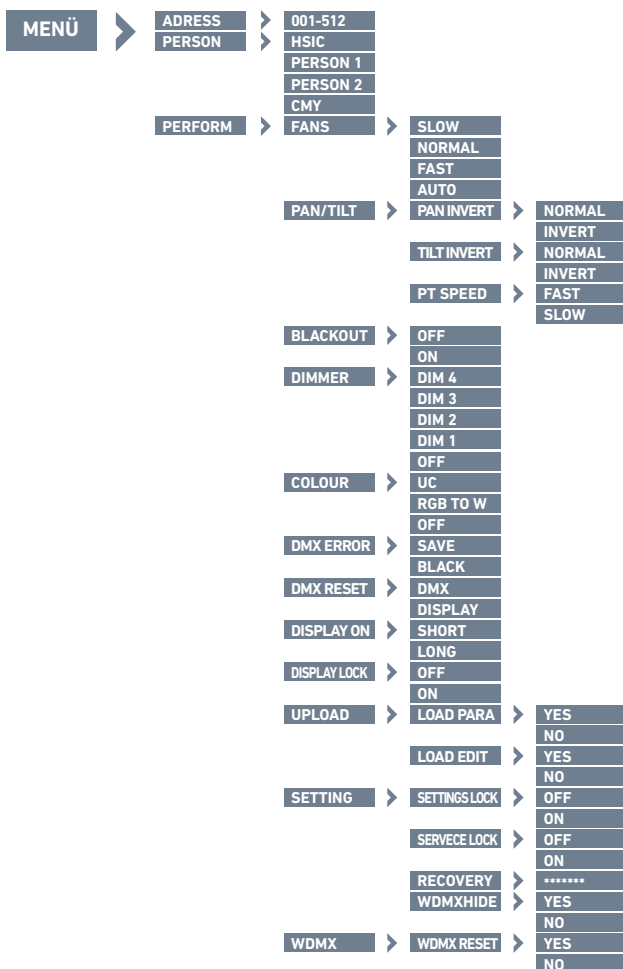 MENÜ ADRESS 001-512
PERSON HSIC
PERSON 1
PERSON 2
CMY
PERFORM FANS SLOW
NORMAL
FAST
AUTO
PAN/TILT PAN INVERT NORMAL
INVERT
TILT INVERT NORMAL
INVERT
PT SPEED FAST
SLOW
BLACKOUT OFF
ON
DIMMER DIM 4
DIM 3
DIM 2
DIM 1
OFF
COLOUR UC
RGB TO W
OFF
DMX ERROR SAVE
BLACK
DMX RESET DMX
DISPLAY
DISPLAY ON SHORT
LONG
DISPLAY LOCK OFF
ON
UPLOAD LOAD PARA YES
NO
LOAD EDIT YES
NO
SETTING SETTINGS LOCK OFF
ON
SERVECE LOCK OFF
ON
RECOVERY *******
WDMXHIDE YES
NO
WDMX WDMX RESET YES
NO